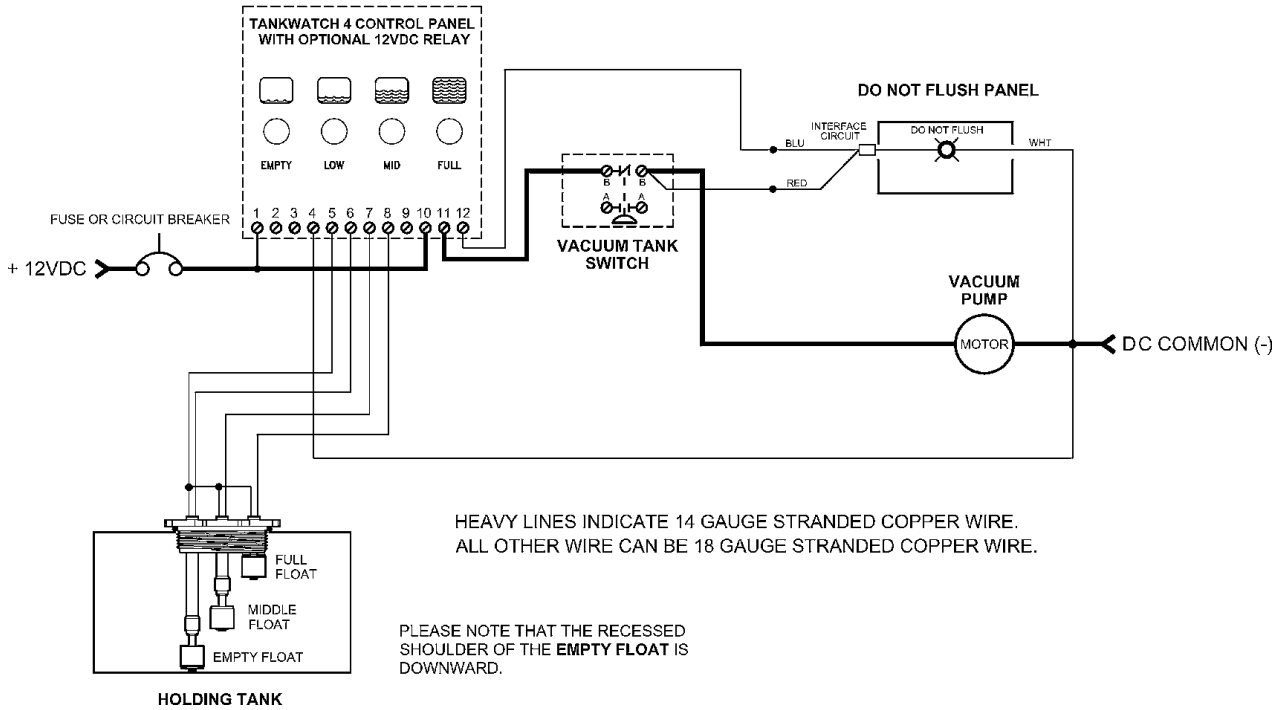 TANKWATCH 4 CONTROL PANEL
WITH OPTIONAL 12VDC RELAY
EMPTY LOW MID FULL
1 2 3 4 5 6 7 8 9 10 11 12
FUSE OR CIRCUIT BREAKER
+ 12VDC
B B
A A
VACUUM TANK
SWITCH
DO NOT FLUSH PANEL
INTERFACE
CIRCUIT
DO NOT FLUSH
BLU
WHT
RED
VACUUM
PUMP
MOTOR
DC COMMON (-)
HEAVY LINES INDICATE 14 GAUGE STRANDED COPPER WIRE.
ALL OTHER WIRE CAN BE 18 GAUGE STRANDED COPPER WIRE.
FULL
FLOAT
MIDDLE
FLOAT
EMPTY FLOAT
HOLDING TANK
PLEASE NOTE THAT THE RECESSED
SHOULDER OF THE EMPTY FLOAT IS
DOWNWARD.